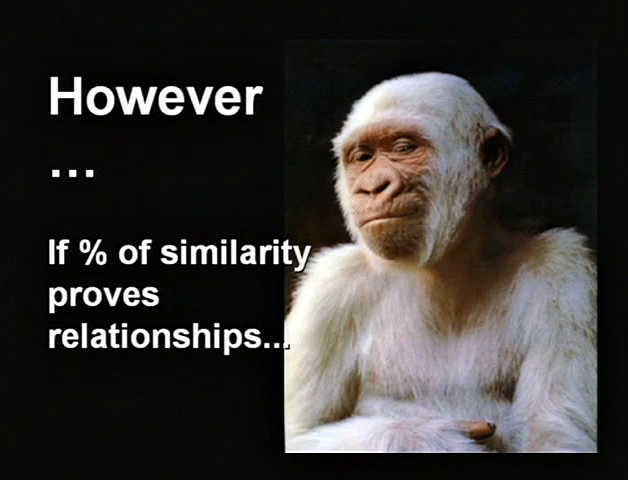 However
...
If % of similarity
proves
relationships...